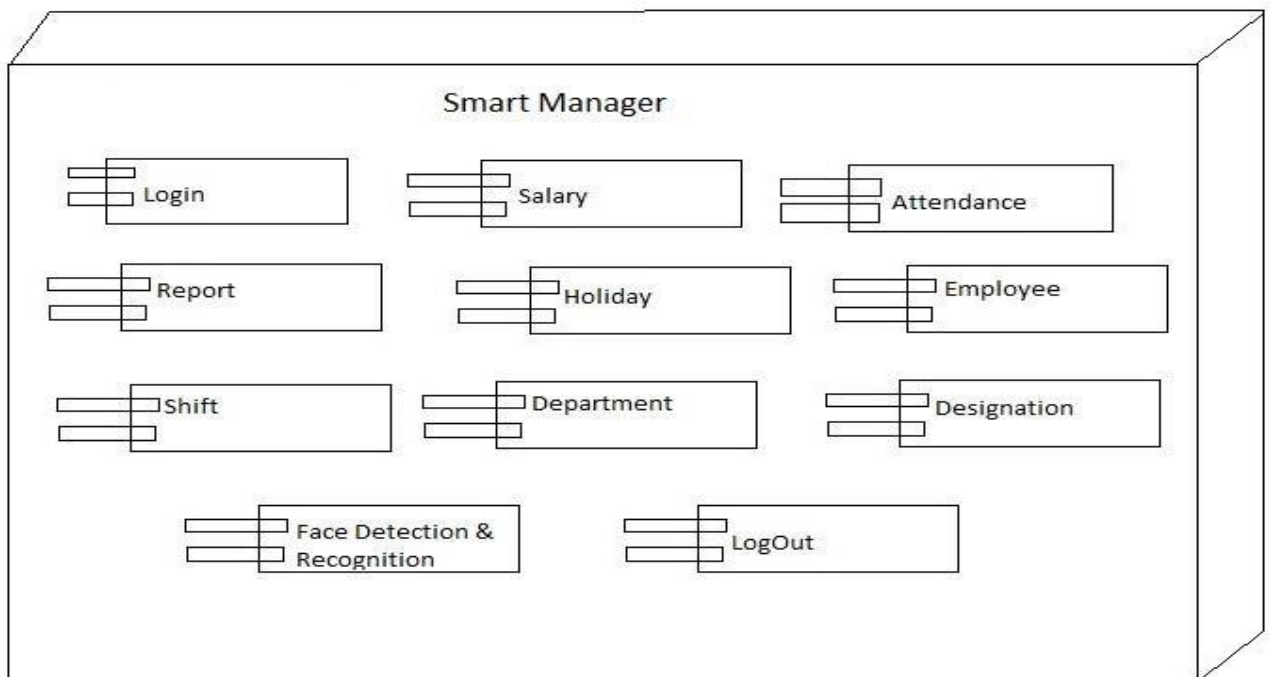 Smart Manager
Login
Salary
Attendance
Report
Holiday
Employee
Shift
Department
Designation
Face Detection &
Recognition
LogOut